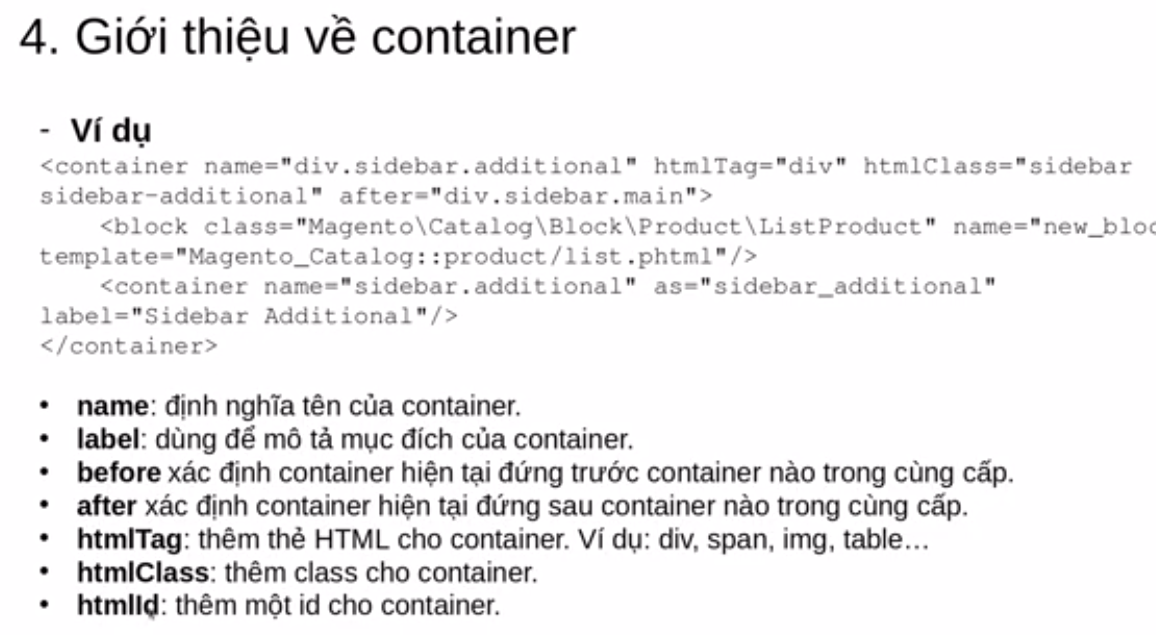 4. Giới thiệu về container
- Ví dụ
<container name="div.sidebar.additional" htmlTag="div" htmlClass="sidebar
sidebar-additional" after="div.sidebar.main">
<block class="Magento\Catalog\Block\Product\ListProduct" name="new_bloc
template="Magento_Catalog::product/list.phtml"/>
<container name="sidebar.additional" as="sidebar_additional"
label="Sidebar Additional"/>
</container>
• name: định nghĩa tên của container.
• label: dùng để mô tả mục đích của container.
• before xác định container hiện tại đứng trước container nào trong cùng cấp.
• after xác định container hiện tại đứng sau container nào trong cùng cấp.
• htmlTag: thêm thẻ HTML cho container. Ví dụ: div, span, img, table…
• htmlClass: thêm class cho container.
• htmlId: thêm một id cho container.